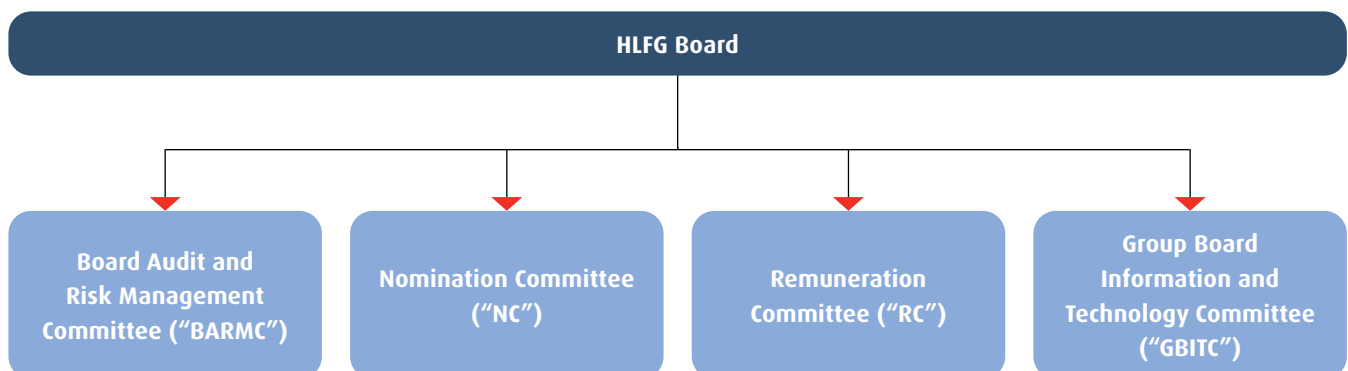 HLFG Board
Board Audit and
Risk Management
Committee (“BARMC”)
Nomination Committee
(“NC”)
Remuneration
Committee (“RC”)
Group Board
Information and
Technology Committee
(“GBITC”)